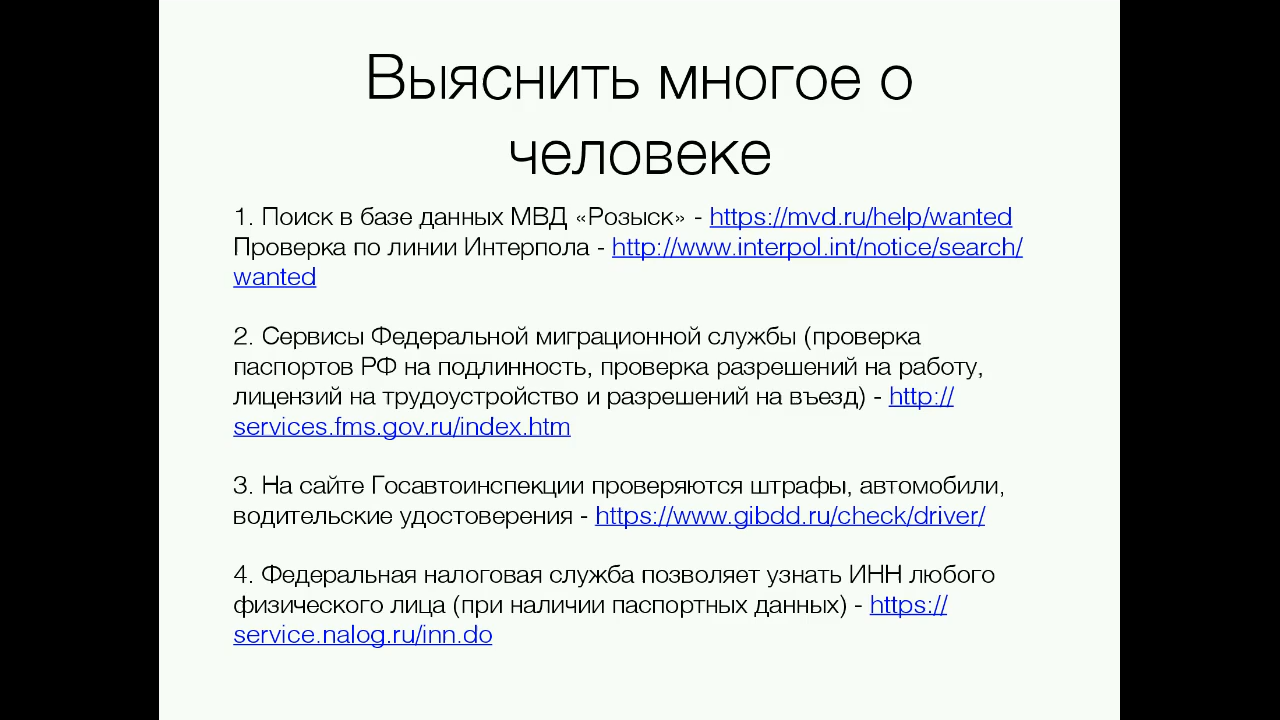 Выяснить многое о
человеке
1. Поиск в базе данных МВД «Розыск» - https://mvd.ru/help/wanted
Проверка по линии Интерпола - http://www.interpol.int/notice/search/
wanted
2. Сервисы Федеральной миграционной службы (проверка
паспортов РФ на подлинность, проверка разрешений на работу,
лицензий на трудоустройство и разрешений на въезд) - http://
services.fms.gov.ru/index.htm
3. На сайте Госавтоинспекции проверяются штрафы, автомобили,
водительские удостоверения - https://www.gibdd.ru/check/driver/
4. Федеральная налоговая служба позволяет узнать ИНН любого
физического лица (при наличии паспортных данных) - https://
service.nalog.ru/inn.do